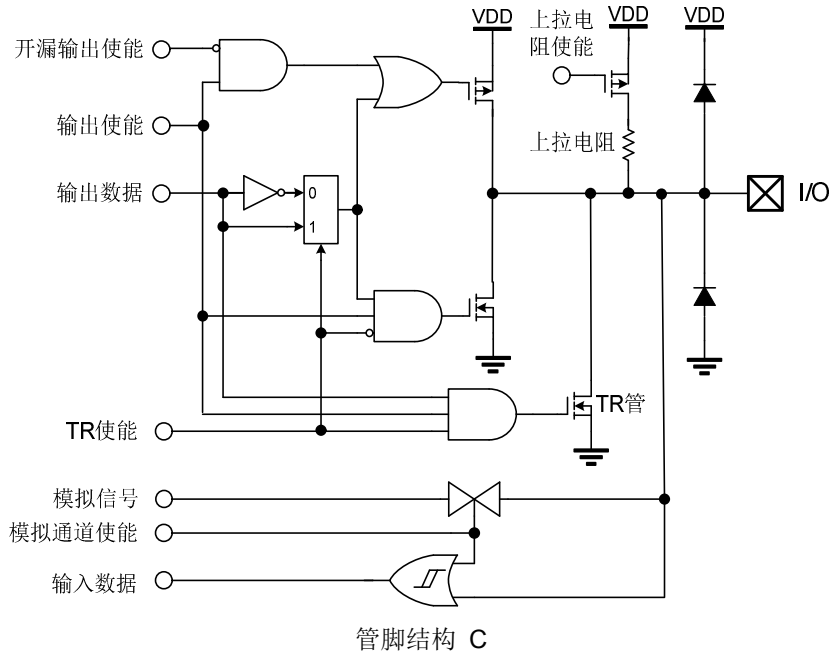 VDD
上拉电
阻使能
VDD
VDD
开漏输出使能
输出使能
上拉电阻
输出数据
0
1
I/O
TR管
TR使能
模拟信号
模拟通道使能
输入数据
管脚结构 C